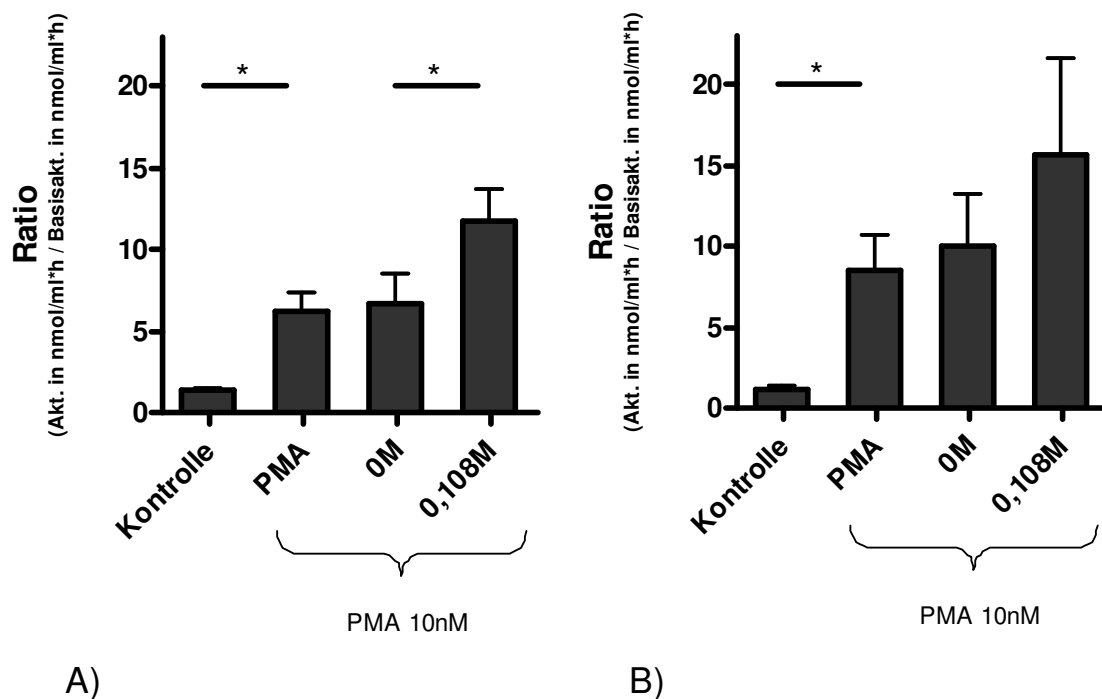 Ratio
(Akt. in nmol/ml*h / Basisakt. in nmol/ml*h)
20
15
10
5
0
*
*
Kontrolle
PMA
0M
0,108M
PMA 10nM
A)
Ratio
(Akt. in nmol/ml*h / Basisakt. in nmol/ml*h)
20
15
10
5
0
*
Kontrolle
PMA
0M
0,108M
PMA 10nM
B)